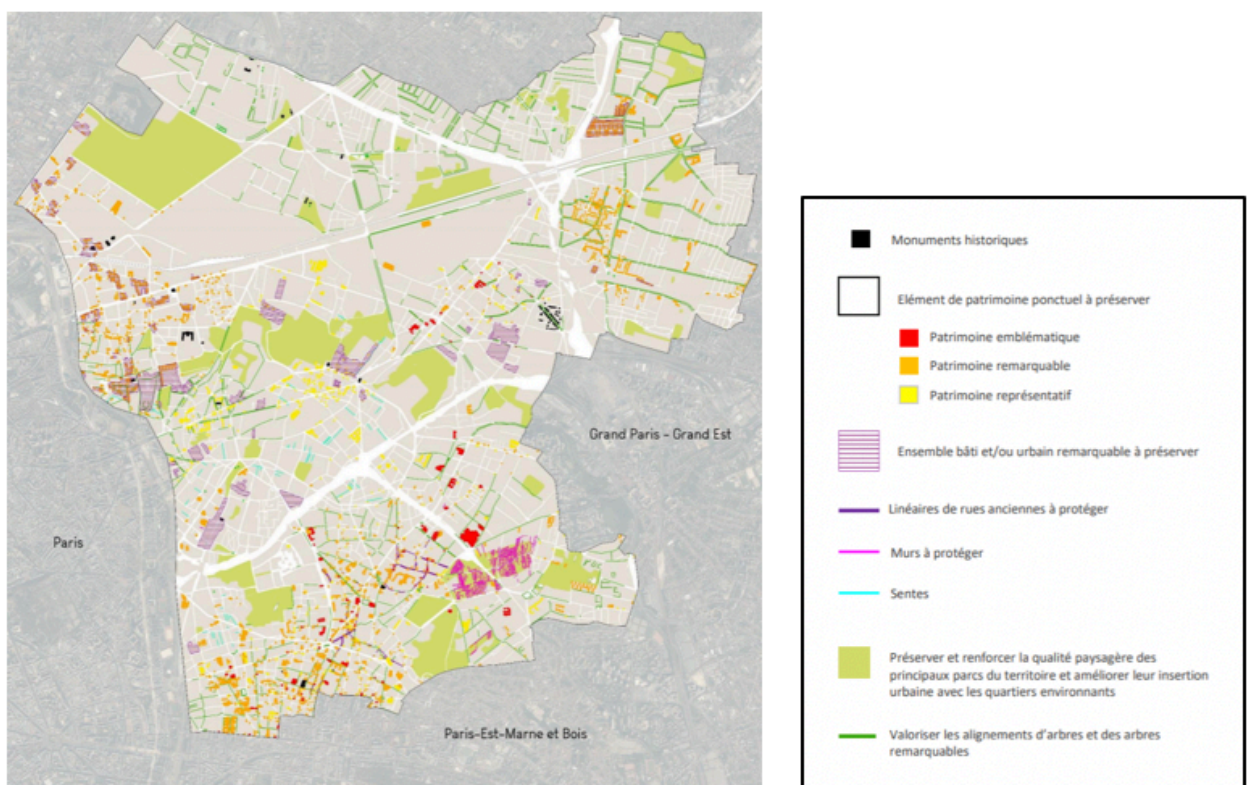 Grand Paris - Grand Est
Paris
Paris-Est-Marne et Bois
Monuments historiques
Elément de patrimoine ponctuel à préserver
Patrimoine emblématique
Patrimoine remarquable
Patrimoine représentatif
Ensemble bâti et/ou urbain remarquable à préserver
Linéaires de rues anciennes à protéger
Murs à protéger
Sentes
Préserver et renforcer la qualité paysagère des
principaux parcs du territoire et améliorer leur insertion
urbaine avec les quartiers environnants
Valoriser les alignements d'arbres et des arbres
remarquables